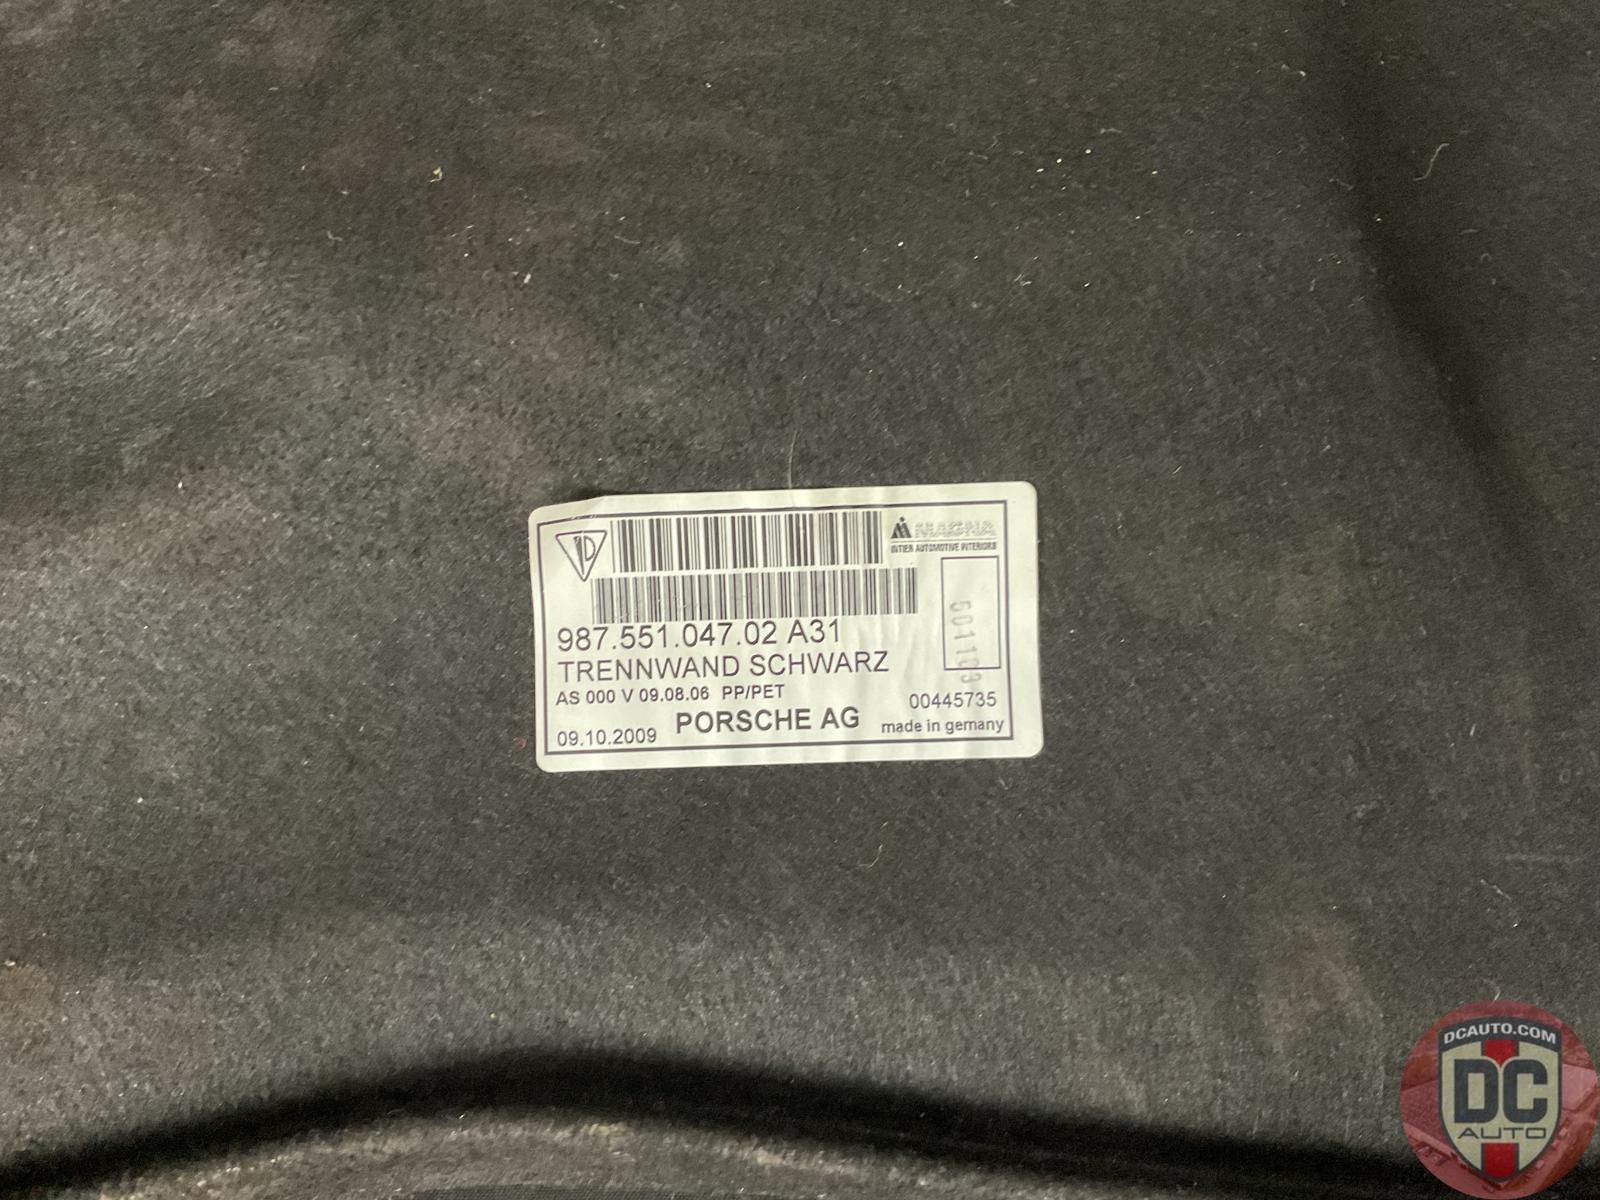 MAGNA
INTIER AUTOMOTIVE INTERIORS
987.551.047.02 A31
TRENNWAND SCHWARZ
AS 000 V 09.08.06 PP/PET
00445735
09.10.2009
PORSCHE AG
made in gemany
DCAUTO.COM
DC
AUTO